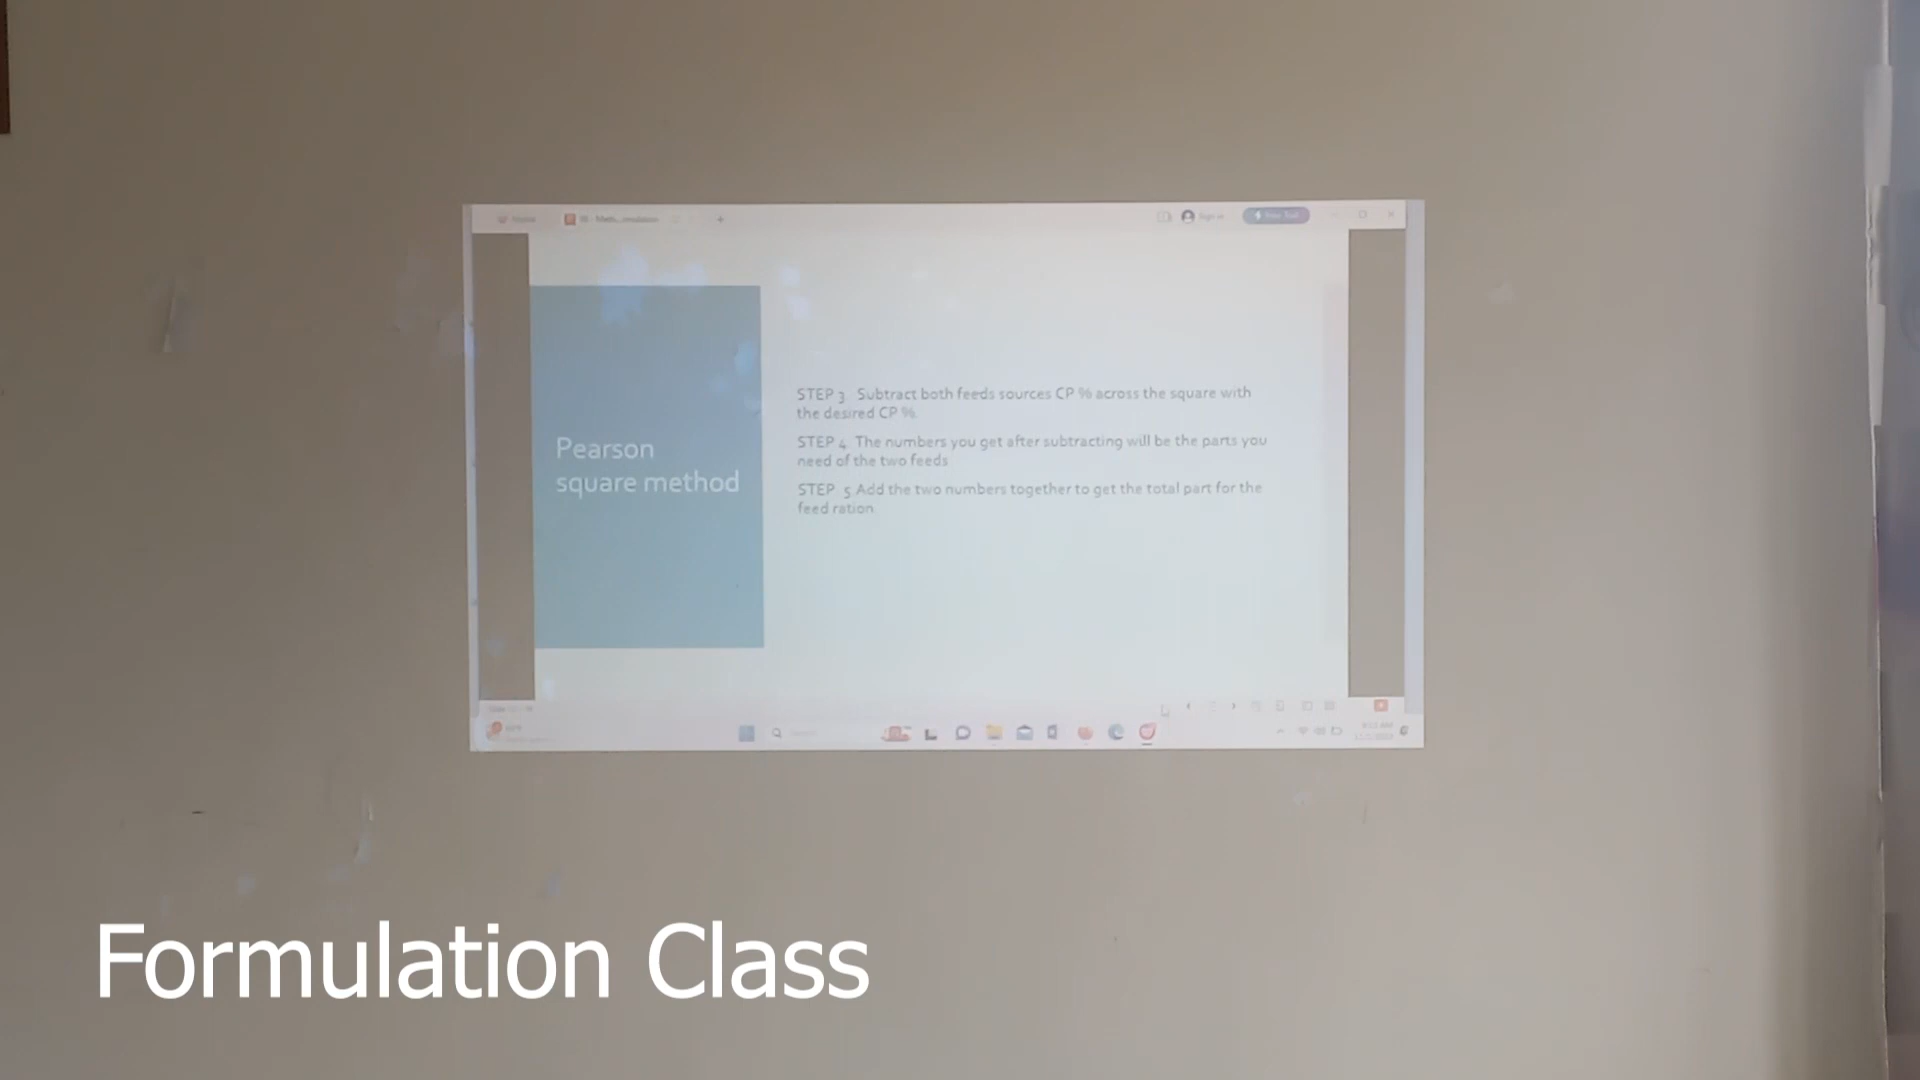 Sign in
Pearson
square method
STEP 3 Subtract both feeds sources CP % across the square with
the desired CP %.
STEP 4 The numbers you get after subtracting will be the parts you
need of the two feeds
STEP 5 Add the two numbers together to get the total part for the
feed ration
Formulation Class